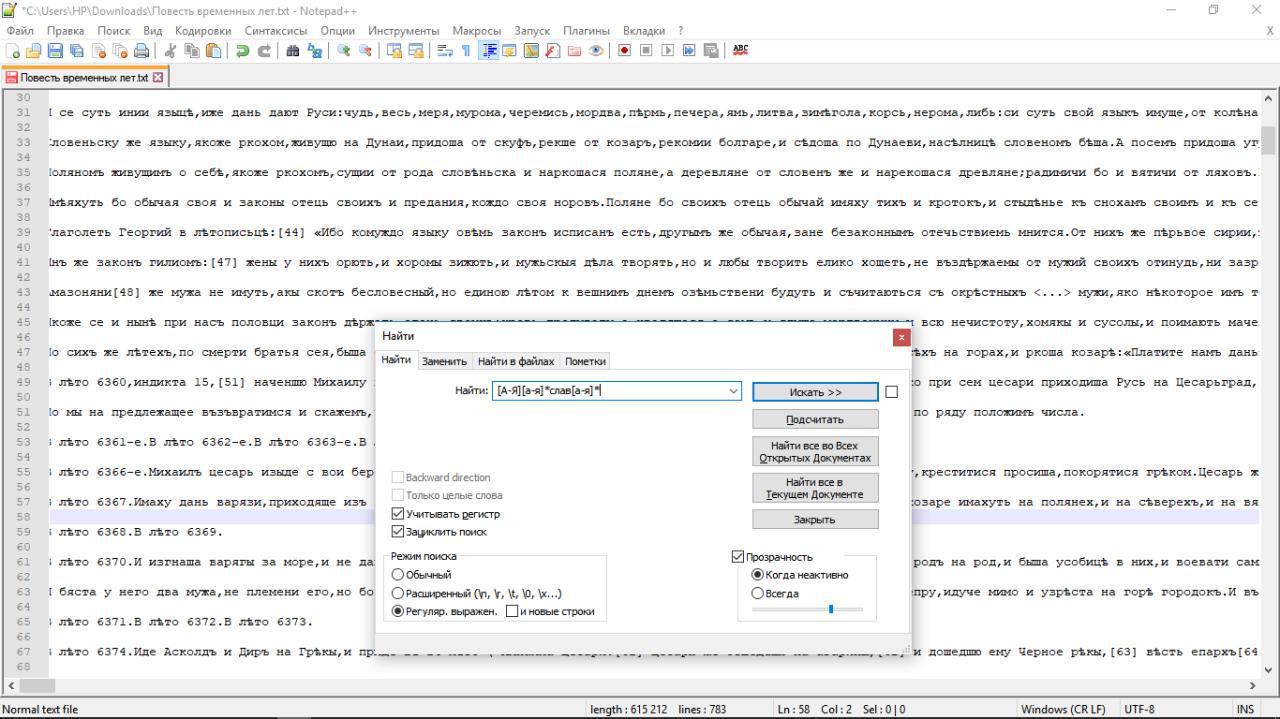 *C:\Users\HP\Downloads\Повесть временных лет.txt - Notepad++
Файл Правка Поиск Вид Кодировки Синтаксисы Опции Инструменты Макросы Запуск Плагины Вкладки ? X
ABC
Повесть временных лет.txt
30
31 І се суть инии языцѣ,иже дань дают Руси:чудь,весь,меря,мурома,черемись,мордва,пѣрмь,печера,ямь,литва,зимѣгола,корсь,нерома,либь:си суть свой языкъ имуще,от колѣна
32
33 Словеньску же языку,якоже ркохом,живущю на Дунаи,придоша от скуфъ,рекше от козаръ,рекомии болгаре,и сѣдоша по Дунаеви,насѣлницѣ словеномъ бѣша.А посемъ придоша уг
34
35 Поляномъ живущимъ о себѣ,якоже ркохомъ,сущии от рода словѣньска и наркошася поляне,а деревляне от словенъ же и нарекошася древляне;радимичи бо и вятичи от ляховъ.
36
37 Имѣяхуть бо обычая своя и законы отець своихъ и предания,кождо своя норовъ.Поляне бо своихъ отець обычай имяху тихъ и кротокъ,и стыдѣнье къ снохамъ своимъ и къ се
38
39 Глаголеть Георгий в лѣтописьцѣ:[44] «Ибо комуждо языку овѣмь законъ исписанъ есть,другымъ же обычая,зане безаконнымъ отечьствиемь мнится.От нихъ же пѣрьвое сирии,
40
41 Инъ же законъ гилиомъ:[47] жены у нихъ орють,и хоромы зижють,и мужьскыя дѣла творять,но и любы творить елико хощеть,не въздѣржаемы от мужий своихъ отинудь,ни зазр
42
43 Амазоняни[48] же мужа не имуть,акы скотъ бесловесный,но единою лѣтом к вешнимъ днемъ озѣмьствени будуть и съчитаються съ окрѣстныхъ <...> мужи,яко нѣкоторое имъ т
44
45 Якоже се и нынѣ при насъ половци законъ дѣржать и всю нечистоту,хомякы и сусолы,и поимають маче
46
47 По сихъ же лѣтехъ,по смерти братья сея,быша на горах,и ркоша козарѣ:«Платите намъ дань
48
49 В лѣто 6360,индикта 15,[51] наченшю Михаилу ко при сем цесари приходиша Русь на Цесарьград,
50
51 Но мы на предлежащее възъвратимся и скажемъ, по ряду положимъ числа.
52
53 В лѣто 6361-е.В лѣто 6362-е.В лѣто 6363-е.В
54
55 В лѣто 6366-е.Михаилъ цесарь изыде с вои бер ,креститися просиша,покорятися грѣком.Цесарь ж
56
57 В лѣто 6367.Имаху дань варязи,приходяще изъ козаре имахуть на полянех,и на сѣверехъ,и на вя
58
59 В лѣто 6368.В лѣто 6369.
60
61 В лѣто 6370.И изгнаша варягы за море,и не да родъ на род,и быша усобицѣ в них,и воевати сам
62
63 И бяста у него два мужа,не племени его,но бо пру,идуче мимо и узрѣста на горѣ городокъ.И въ
64
65 В лѣто 6371.В лѣто 6372.В лѣто 6373.
66
67 В лѣто 6374.Иде Асколдъ и Диръ на Грѣкы,и и дошедшю ему Черное рѣкы,[63] вѣсть епархъ[64
68
Найти
Найти Заменить Найти в файлах Пометки
Найти: [А-Я][а-я]*слав[а-я]*
Искать >>
Подсчитать
Найти все во Всех
Открытых Документах
Найти все в
Текущем Документе
Закрыть
Backward direction
Только целые слова
Учитывать регистр
Зациклить поиск
Режим поиска
Обычный
Расширенный (\n, \r, \t, \0, \x...)
Регуляр. выражен. и новые строки
Прозрачность
Когда неактивно
Всегда
Normal text file length : 615 212 lines : 783 Ln : 58 Col : 2 Sel : 0 | 0 Windows (CR LF) UTF-8 INS